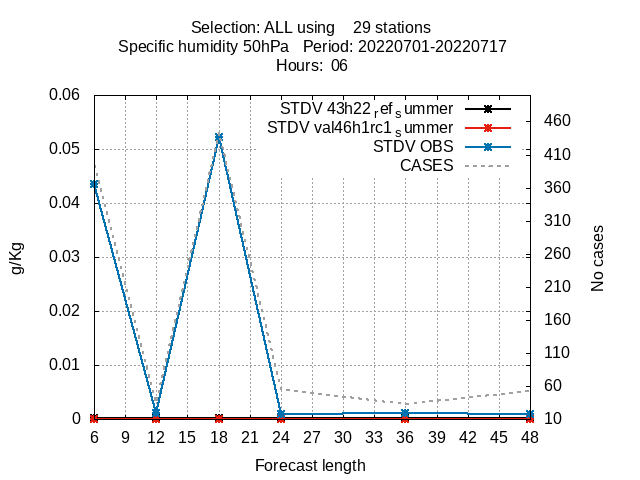 Selection: ALL using    29 stations
Specific humidity 50hPa   Period: 20220701-20220717
Hours:  06
STDV 43h22ref_summer
STDV val46h1rc1summer
STDV OBS
CASES
0.06
0.05
0.04
0.03
0.02
0.01
0
g/Kg
460
410
360
310
260
210
160
110
60
10
No cases
6 9 12 15 18 21 24 27 30 33 36 39 42 45 48
Forecast length